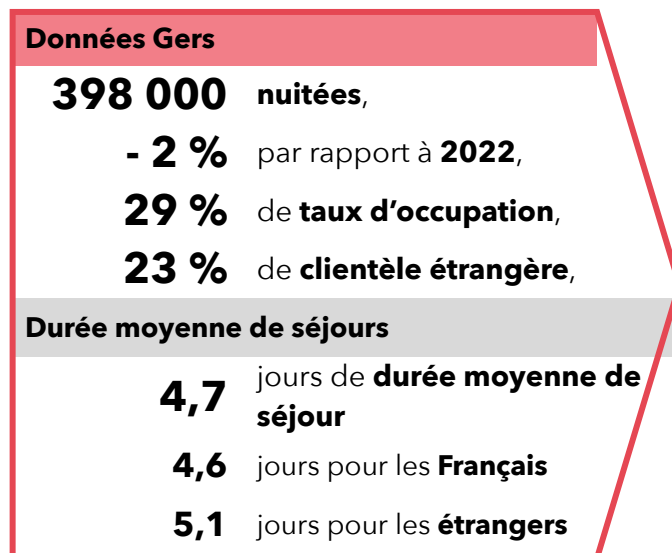 Données Gers
398 000 nuitées,
- 2 % par rapport à 2022,
29 % de taux d’occupation,
23 % de clientèle étrangère,
Durée moyenne de séjours
4,7 jours de durée moyenne de
séjour
4,6 jours pour les Français
5,1 jours pour les étrangers